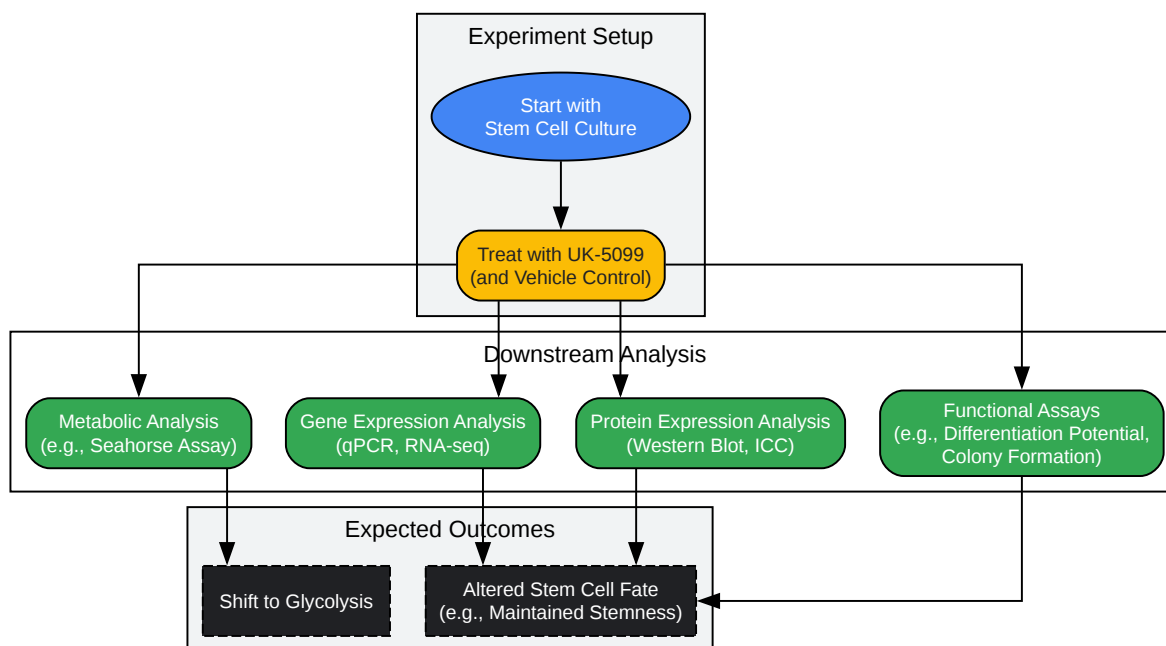 Experiment Setup
Start with
Stem Cell Culture
Treat with UK-5099
(and Vehicle Control)
Downstream Analysis
Metabolic Analysis
(e.g., Seahorse Assay)
Gene Expression Analysis
(qPCR, RNA-seq)
Protein Expression Analysis
(Western Blot, ICC)
Functional Assays
(e.g., Differentiation Potential,
Colony Formation)
Expected Outcomes
Shift to Glycolysis
Altered Stem Cell Fate
(e.g., Maintained Stemness)